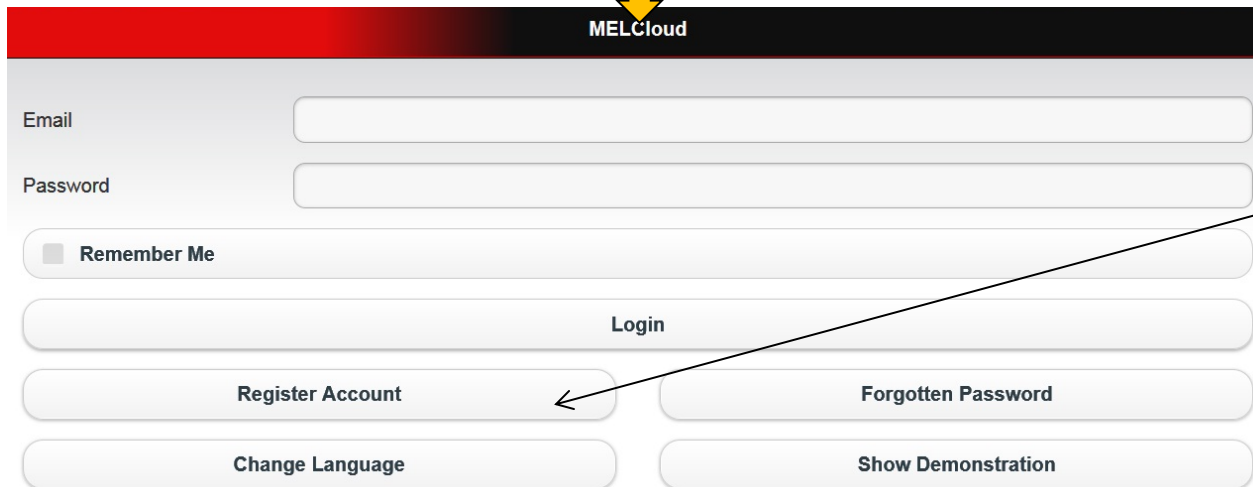 MELCloud
Email
Password
Remember Me
Login
Register Account
Forgotten Password
Change Language
Show Demonstration